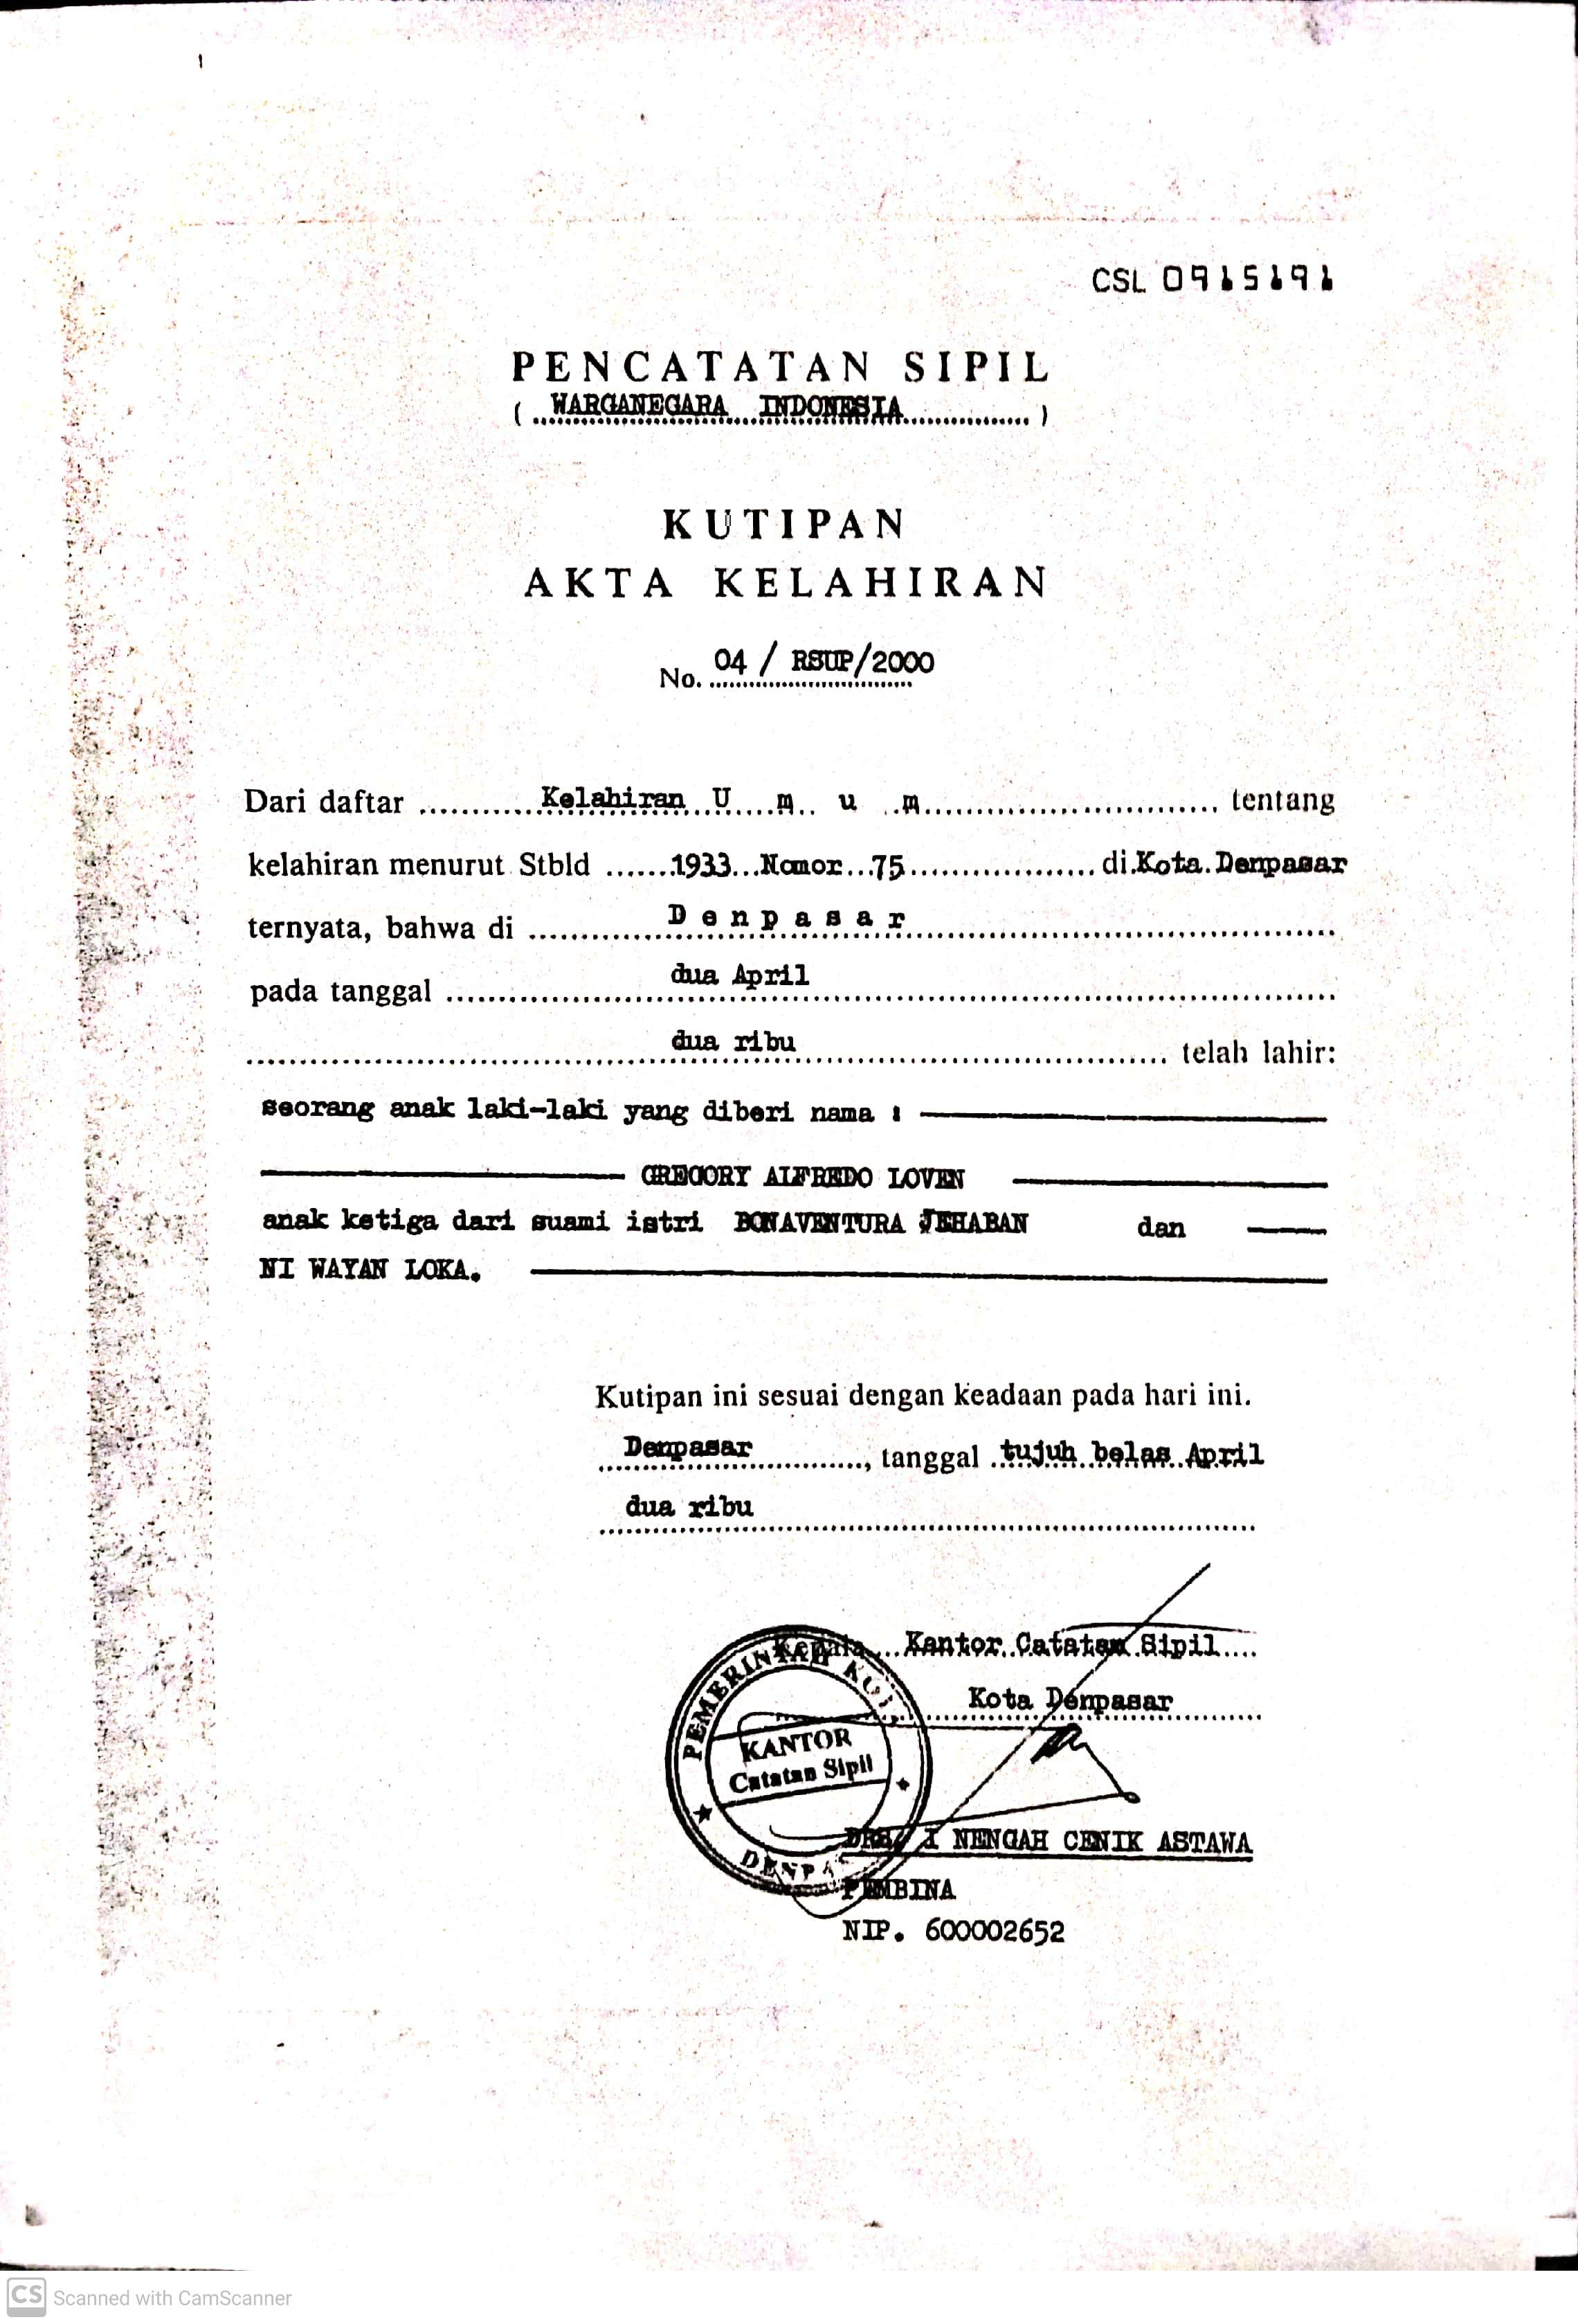 CSL 0915191
PENCATATAN SIPIL
( WARGANEGARA INDONESIA )
KUTIPAN
AKTA KELAHIRAN
No. 04 / RSUP/2000
Dari daftar Kelahiran U m u m tentang
kelahiran menurut Stbld 1933 Nomor 75 di Kota Denpasar
ternyata, bahwa di Denpasar
pada tanggal dua April
dua ribu telah lahir:
seorang anak laki-laki yang diberi nama :
GREGORY ALFREDO LOVEN
anak ketiga dari suami istri BONAVENTURA JEHABAN dan
NI WAYAN LOKA.
Kutipan ini sesuai dengan keadaan pada hari ini.
Denpasar, tanggal tujuh belas April
dua ribu
Kepala Kantor Catatan Sipil
Kota Denpasar
PEMERINTAH KOTA
KANTOR
Catatan Sipil
DENPASAR
DRS. I NENGAH CENIK ASTAWA
PEMBINA
NIP. 600002652
CS Scanned with CamScanner